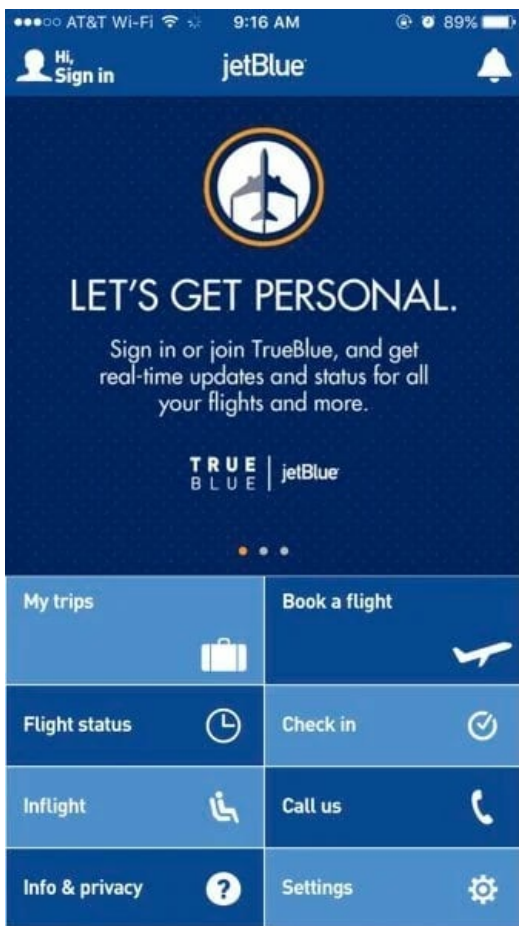 AT&T Wi-Fi 9:16 AM 89%
Hi,
Sign in
jetBlue
LET'S GET PERSONAL.
Sign in or join TrueBlue, and get
real-time updates and status for all
your flights and more.
TRUE
BLUE
jetBlue
My trips
Book a flight
Flight status
Check in
Inflight
Call us
Info & privacy
?
Settings